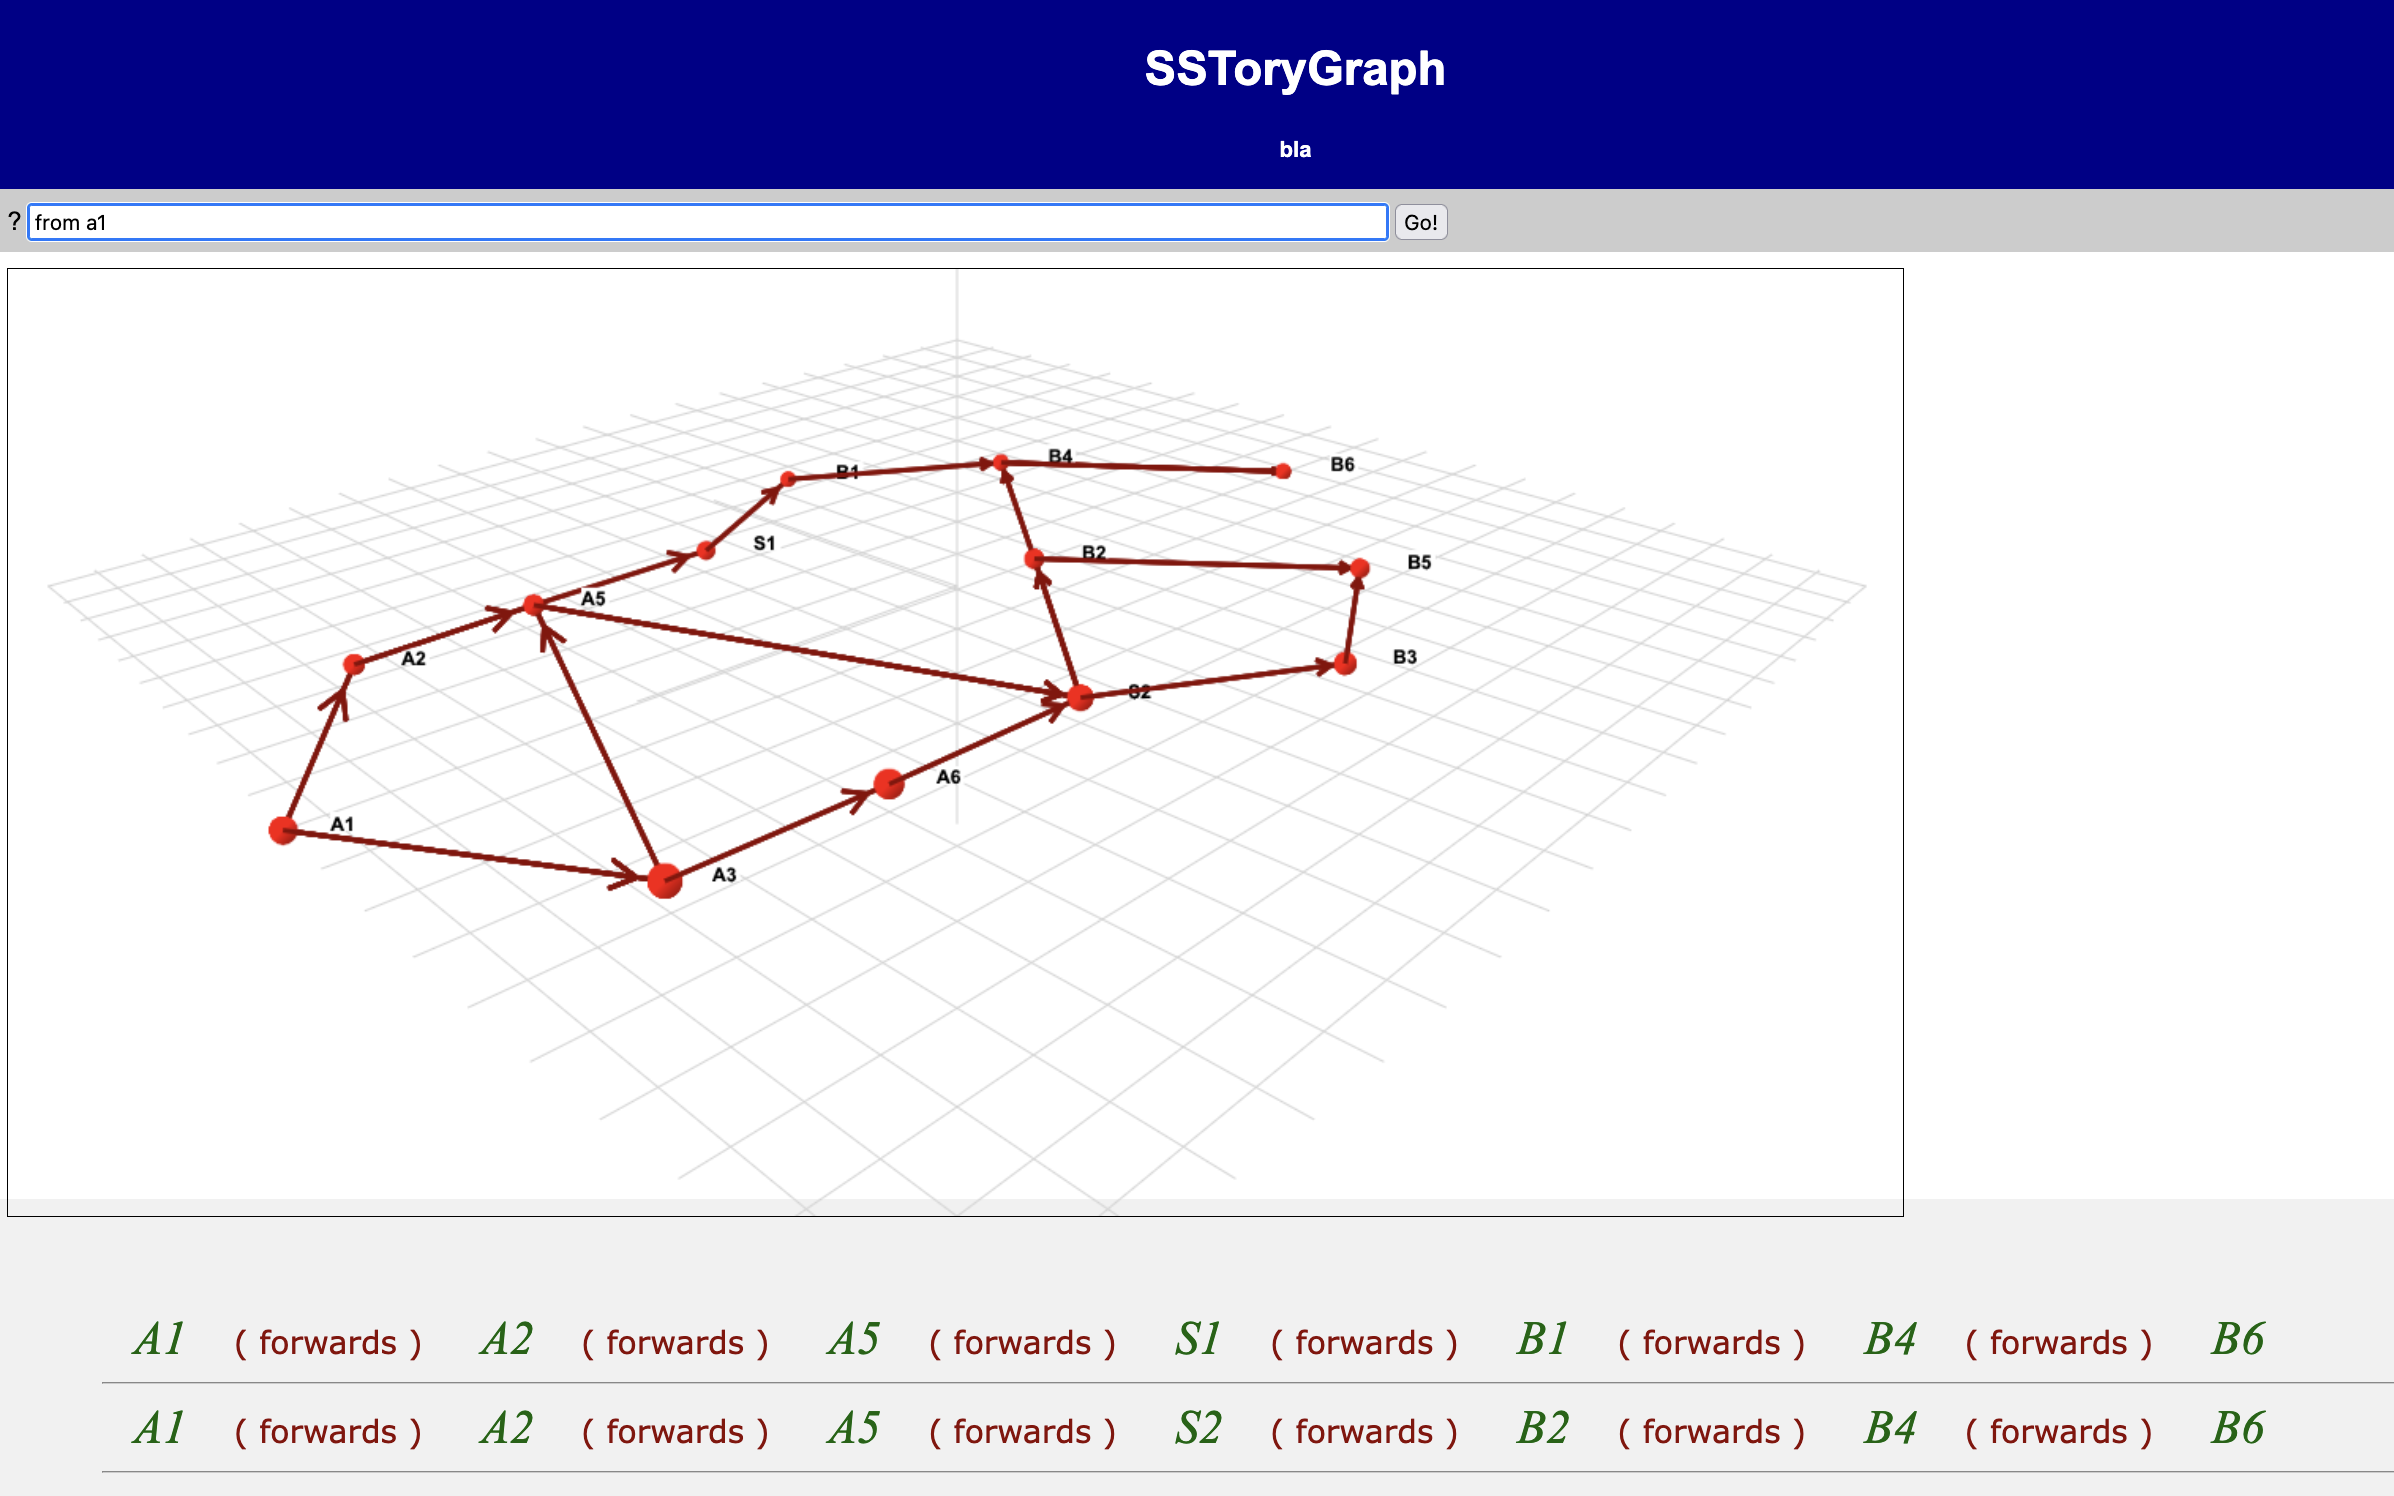 SSToryGraph
bla
? from a1 Go!
B4
B6
B1
S1
B2
B5
A5
A2
B3
S2
A6
A1
A3
A1 ( forwards ) A2 ( forwards ) A5 ( forwards ) S1 ( forwards ) B1 ( forwards ) B4 ( forwards ) B6
A1 ( forwards ) A2 ( forwards ) A5 ( forwards ) S2 ( forwards ) B2 ( forwards ) B4 ( forwards ) B6